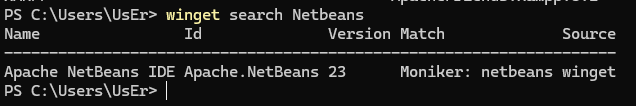 PS C:\Users\UsEr> winget search Netbeans
Name Id Version Match Source
--------------------------------------------------------------------------
Apache NetBeans IDE Apache.NetBeans 23 Moniker: netbeans winget
PS C:\Users\UsEr>